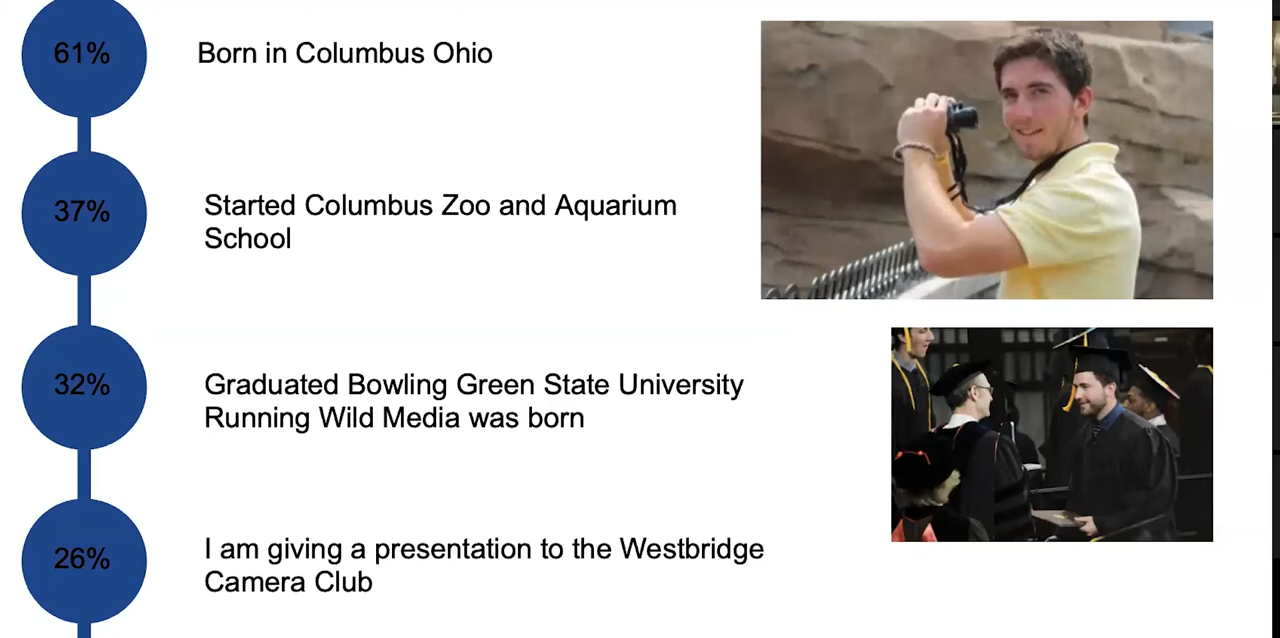 61%
Born in Columbus Ohio
37%
Started Columbus Zoo and Aquarium
School
32%
Graduated Bowling Green State University
Running Wild Media was born
26%
I am giving a presentation to the Westbridge
Camera Club